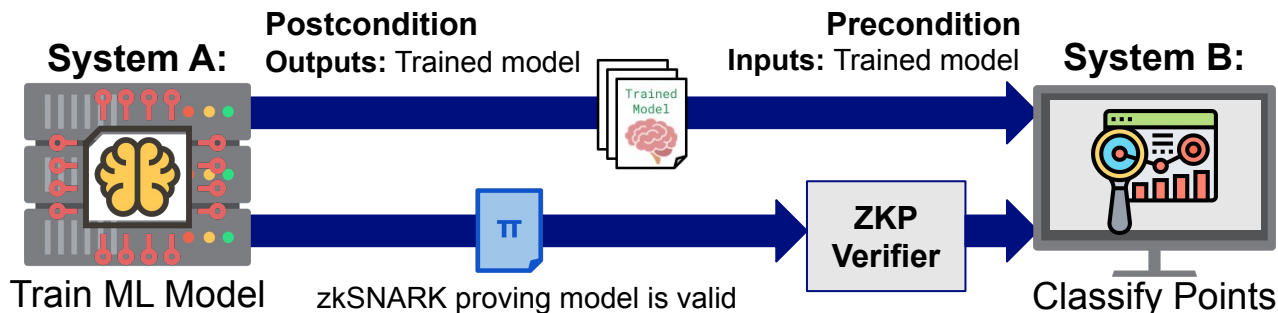 System A:
Postcondition
Outputs: Trained model
Precondition
Inputs: Trained model
System B:
Trained
Model
π
ZKP
Verifier
Train ML Model
zkSNARK proving model is valid
Classify Points